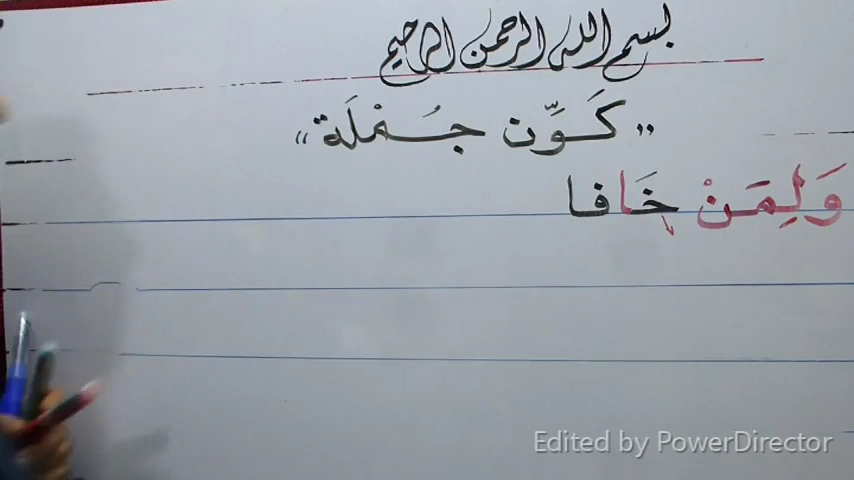 بسم الله الرحمن الرحيم
"كَوِّن جُمْلَة"
وَلِمَنْ خَافا
Edited by PowerDirector